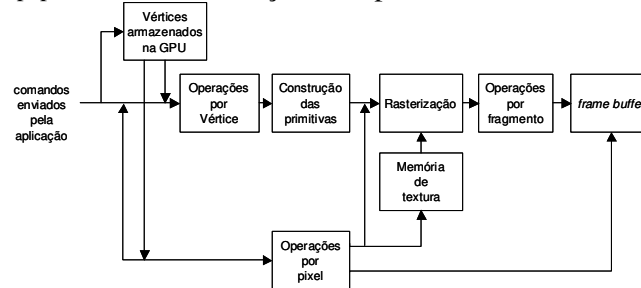 Vértices
armazenados
na GPU
comandos
enviados
pela
aplicação
Operações
por
Vértice
Construção
das
primitivas
Rasterização
Operações
por
fragmento
frame buffe
Memória
de
textura
Operações
por
pixel